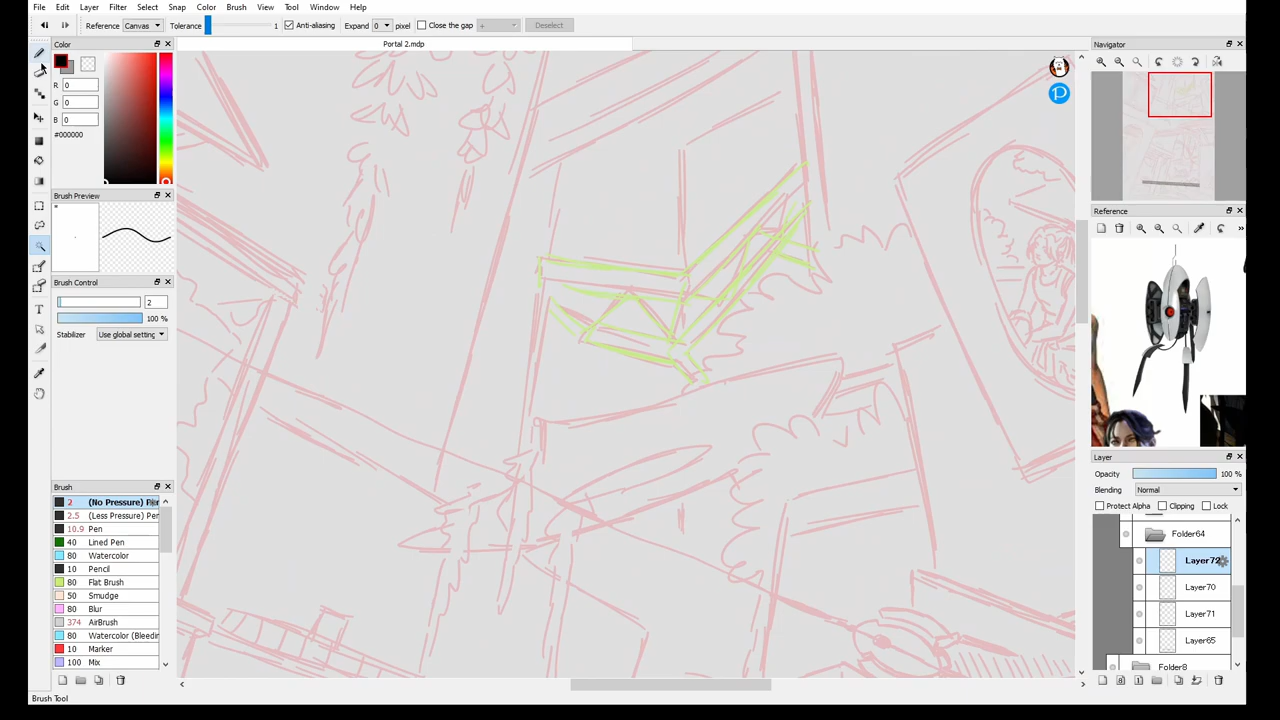 File Edit Layer Filter Select Snap Color Brush View Tool Window Help
Reference Canvas Tolerance 1 Anti-aliasing Expand 0 pixel Close the gap + Deselect
Color
Portal 2.mdp
Navigator
R 0
G 0
B 0
#000000
Brush Preview
Reference
Brush Control
2
100 %
Stabilizer Use global setting
Layer
Opacity 100 %
Blending Normal
Protect Alpha Clipping Lock
Folder64
Layer72
Layer70
Layer71
Layer65
Folder8
Brush
2 (No Pressure)
2.5 (Less Pressure) Pen
10.9 Pen
40 Lined Pen
80 Watercolor
10 Pencil
80 Flat Brush
50 Smudge
80 Blur
374 AirBrush
80 Watercolor (Bleedin
10 Marker
100 Mix
Brush Tool